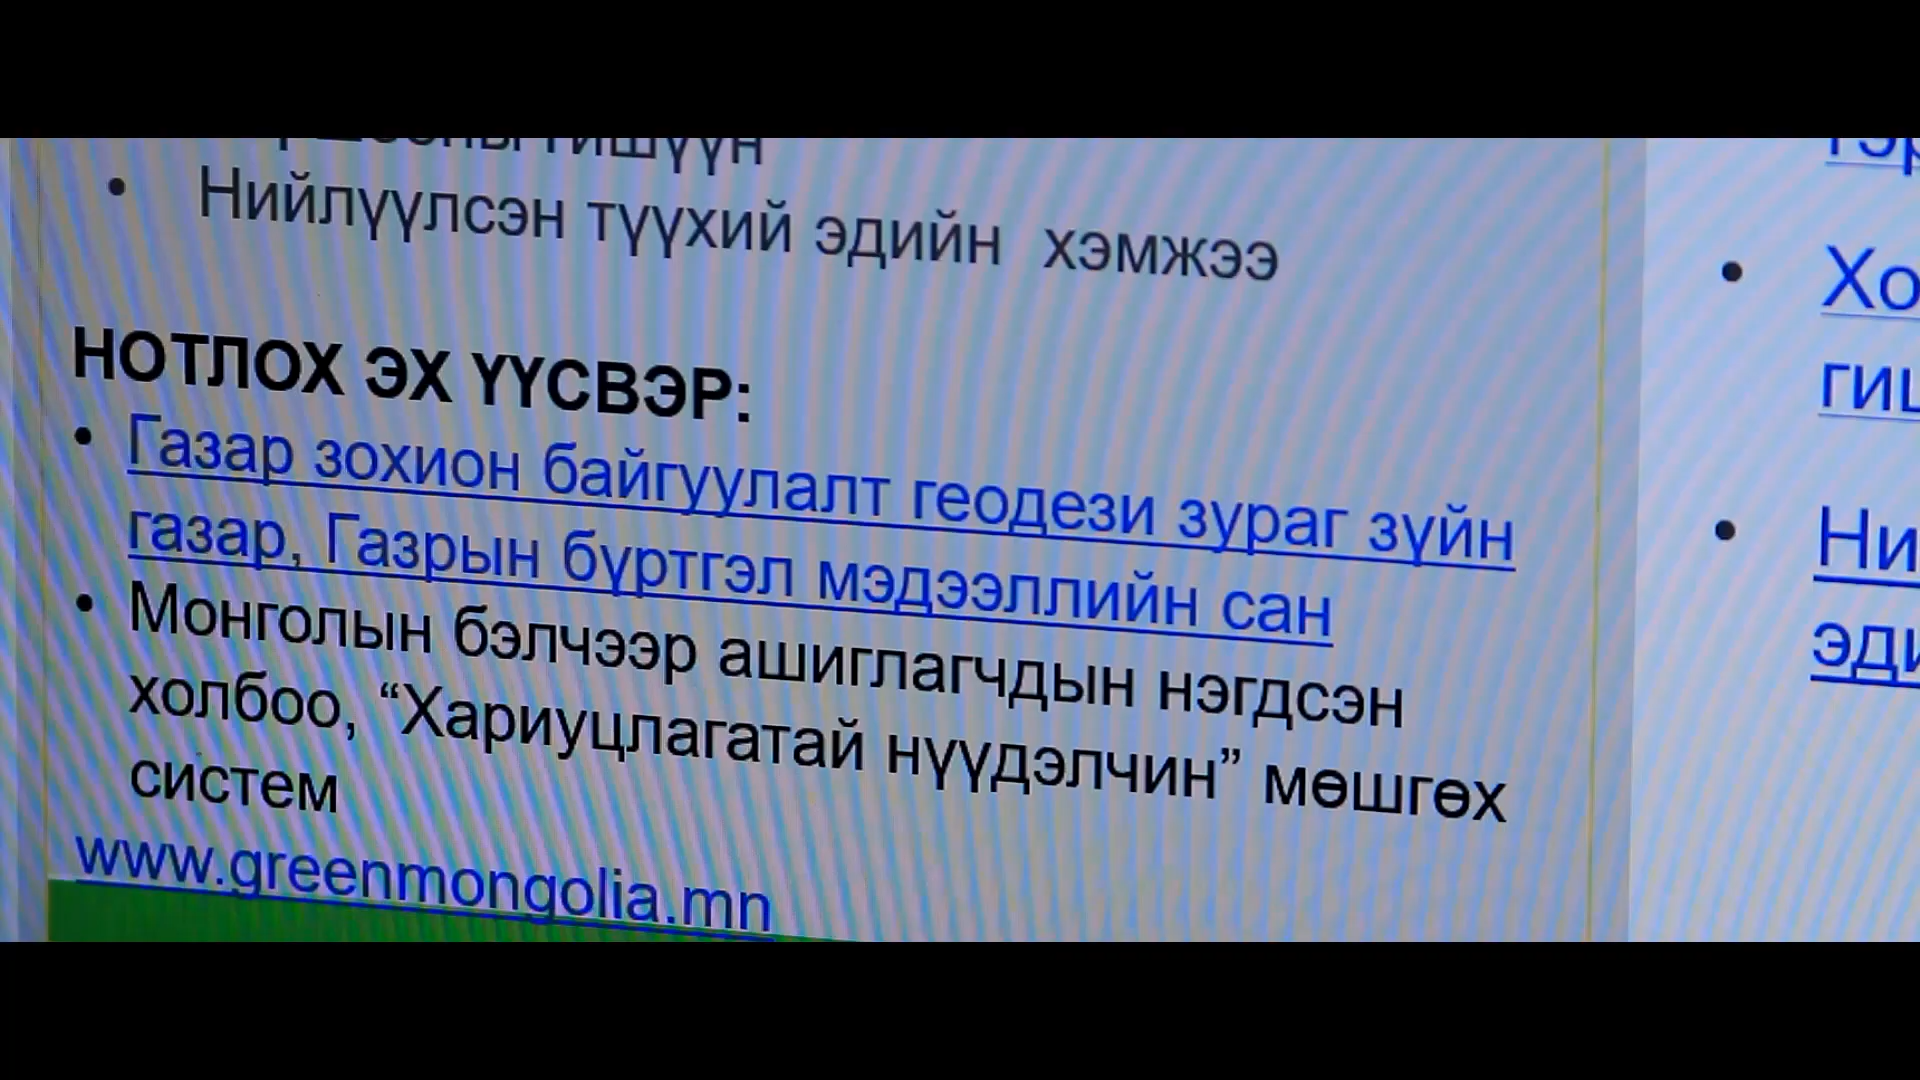 гишүүн
• Нийлүүлсэн түүхий эдийн хэмжээ
НОТЛОХ ЭХ ҮҮСВЭР:
• Газар зохион байгуулалт геодези зураг зүйн
газар, Газрын бүртгэл мэдээллийн сан
• Монголын бэлчээр ашиглагчдын нэгдсэн
холбоо, “Хариуцлагатай нүүдэлчин” мөшгөх
систем
www.greenmongolia.mn